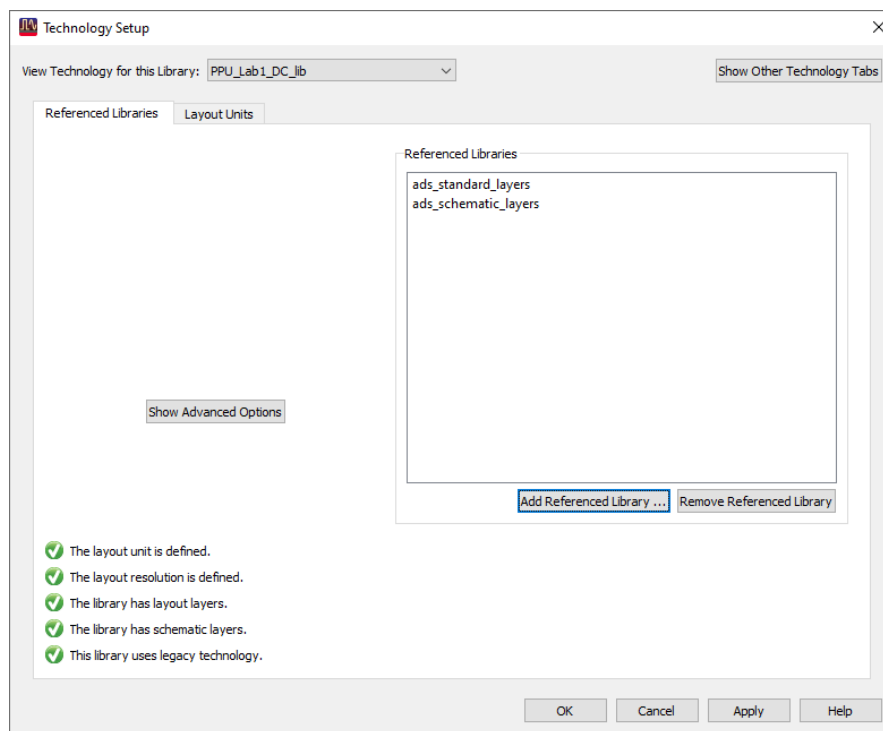 Technology Setup
View Technology for this Library: PPU_Lab1_DC_lib
Show Other Technology Tabs
Referenced Libraries
Layout Units
Referenced Libraries
ads_standard_layers
ads_schematic_layers
Show Advanced Options
Add Referenced Library ...
Remove Referenced Library
The layout unit is defined.
The layout resolution is defined.
The library has layout layers.
The library has schematic layers.
This library uses legacy technology.
OK
Cancel
Apply
Help